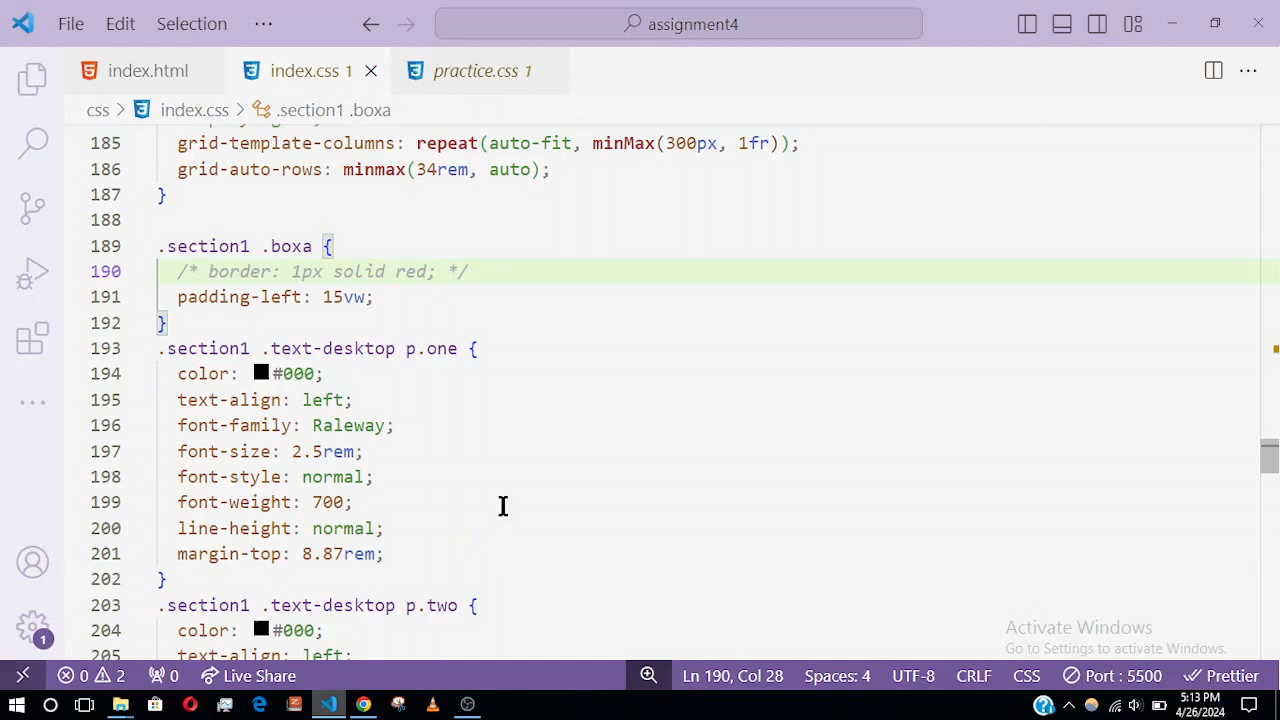 File Edit Selection ··· assignment4
index.html index.css 1 practice.css 1
css > index.css > .section1 .boxa
185 grid-template-columns: repeat(auto-fit, minMax(300px, 1fr));
186 grid-auto-rows: minmax(34rem, auto);
187 }
188
189 .section1 .boxa {
190 /* border: 1px solid red; */
191 padding-left: 15vw;
192 }
193 .section1 .text-desktop p.one {
194 color: #000;
195 text-align: left;
196 font-family: Raleway;
197 font-size: 2.5rem;
198 font-style: normal;
199 font-weight: 700;
200 line-height: normal;
201 margin-top: 8.87rem;
202 }
203 .section1 .text-desktop p.two {
204 color: #000;
205 text-align: left;
Activate Windows
Go to Settings to activate Windows.
1
0 2 0 Live Share Ln 190, Col 28 Spaces: 4 UTF-8 CRLF CSS Port : 5500 Prettier
5:13 PM
4/26/2024